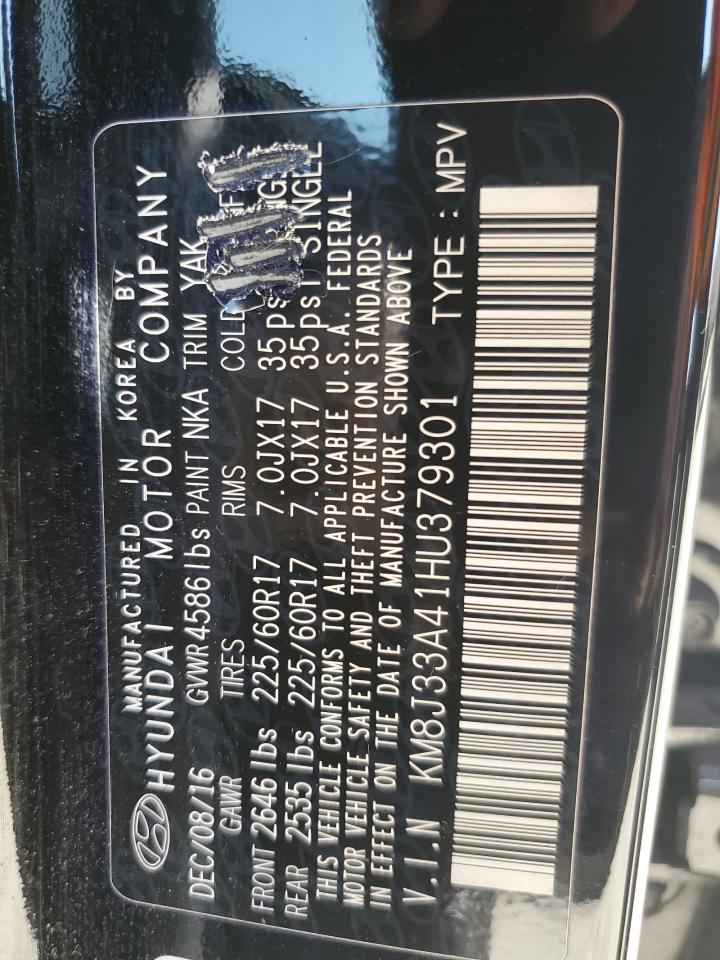 MANUFACTURED IN KOREA BY
HYUNDAI MOTOR COMPANY
DEC/08/16 GVWR 4586 lbs PAINT NKA TRIM YAK
GAWR TIRES RIMS COLD
FRONT 2646 lbs 225/60R17 7.0JX17 35psi
REAR 2535 lbs 225/60R17 7.0JX17 35psi SINGLE
THIS VEHICLE CONFORMS TO ALL APPLICABLE U.S.A. FEDERAL
MOTOR VEHICLE SAFETY AND THEFT PREVENTION STANDARDS
IN EFFECT ON THE DATE OF MANUFACTURE SHOWN ABOVE
V.I.N KM8J33A41HU379301 TYPE : MPV